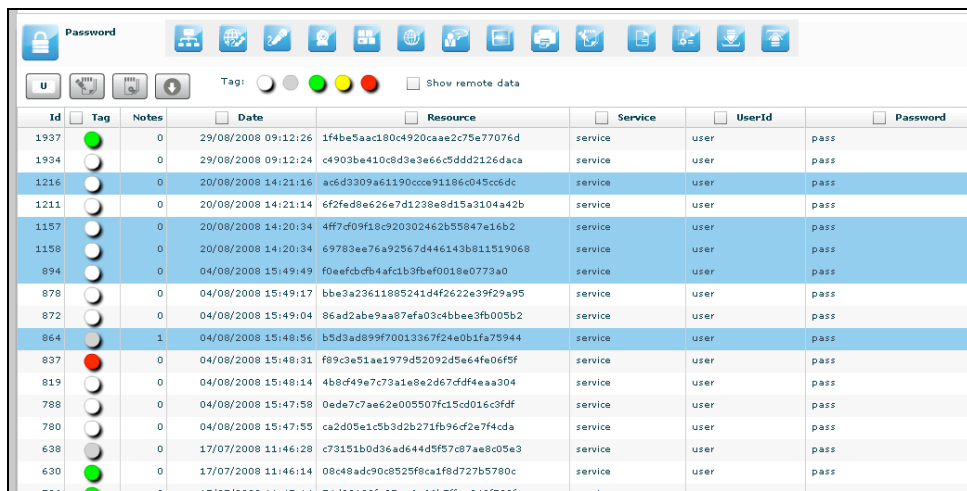 Password
U Tag: Show remote data
Id Tag Notes Date Resource Service UserId Password
1937 0 29/08/2008 09:12:26 1f4be5aac180c4920caae2c75e77076d service user pass
1934 0 29/08/2008 09:12:24 c4903be410c8d3e3e66c5ddd2126daca service user pass
1216 0 20/08/2008 14:21:16 ac6d3309a61190ccce91186c045cc6dc service user pass
1211 0 20/08/2008 14:21:14 6f2fed8e626e7d1238e8d15a3104a42b service user pass
1157 0 20/08/2008 14:20:34 4ff7cf09f18c920302462b55847e16b2 service user pass
1158 0 20/08/2008 14:20:34 69783ee76a92567d446143b811519068 service user pass
894 0 04/08/2008 15:49:49 f0eefcbcfb4afc1b3fbef0018e0773a0 service user pass
878 0 04/08/2008 15:49:17 bbe3a23611885241d4f2622e39f29a95 service user pass
872 0 04/08/2008 15:49:04 86ad2abe9aa87efa03c4bbee3fb005b2 service user pass
864 1 04/08/2008 15:48:56 b5d3ad899f70013367f24e0b1fa75944 service user pass
837 0 04/08/2008 15:48:31 f89c3e51ae1979d52092d5e64fe06f5f service user pass
819 0 04/08/2008 15:48:14 4b8cf49e7c73a1e8e2d67cfdf4eaa304 service user pass
788 0 04/08/2008 15:47:58 0ede7c7ae62e005507fc15cd016c3fdf service user pass
780 0 04/08/2008 15:47:55 ca2d05e1c5b3d2b271fb96cf2e7f4cda service user pass
638 0 17/07/2008 11:46:28 c73151b0d36ad644d5f57c87ae8c05e3 service user pass
630 0 17/07/2008 11:46:14 08c48adc90c8525f8ca1f8d727b5780c service user pass